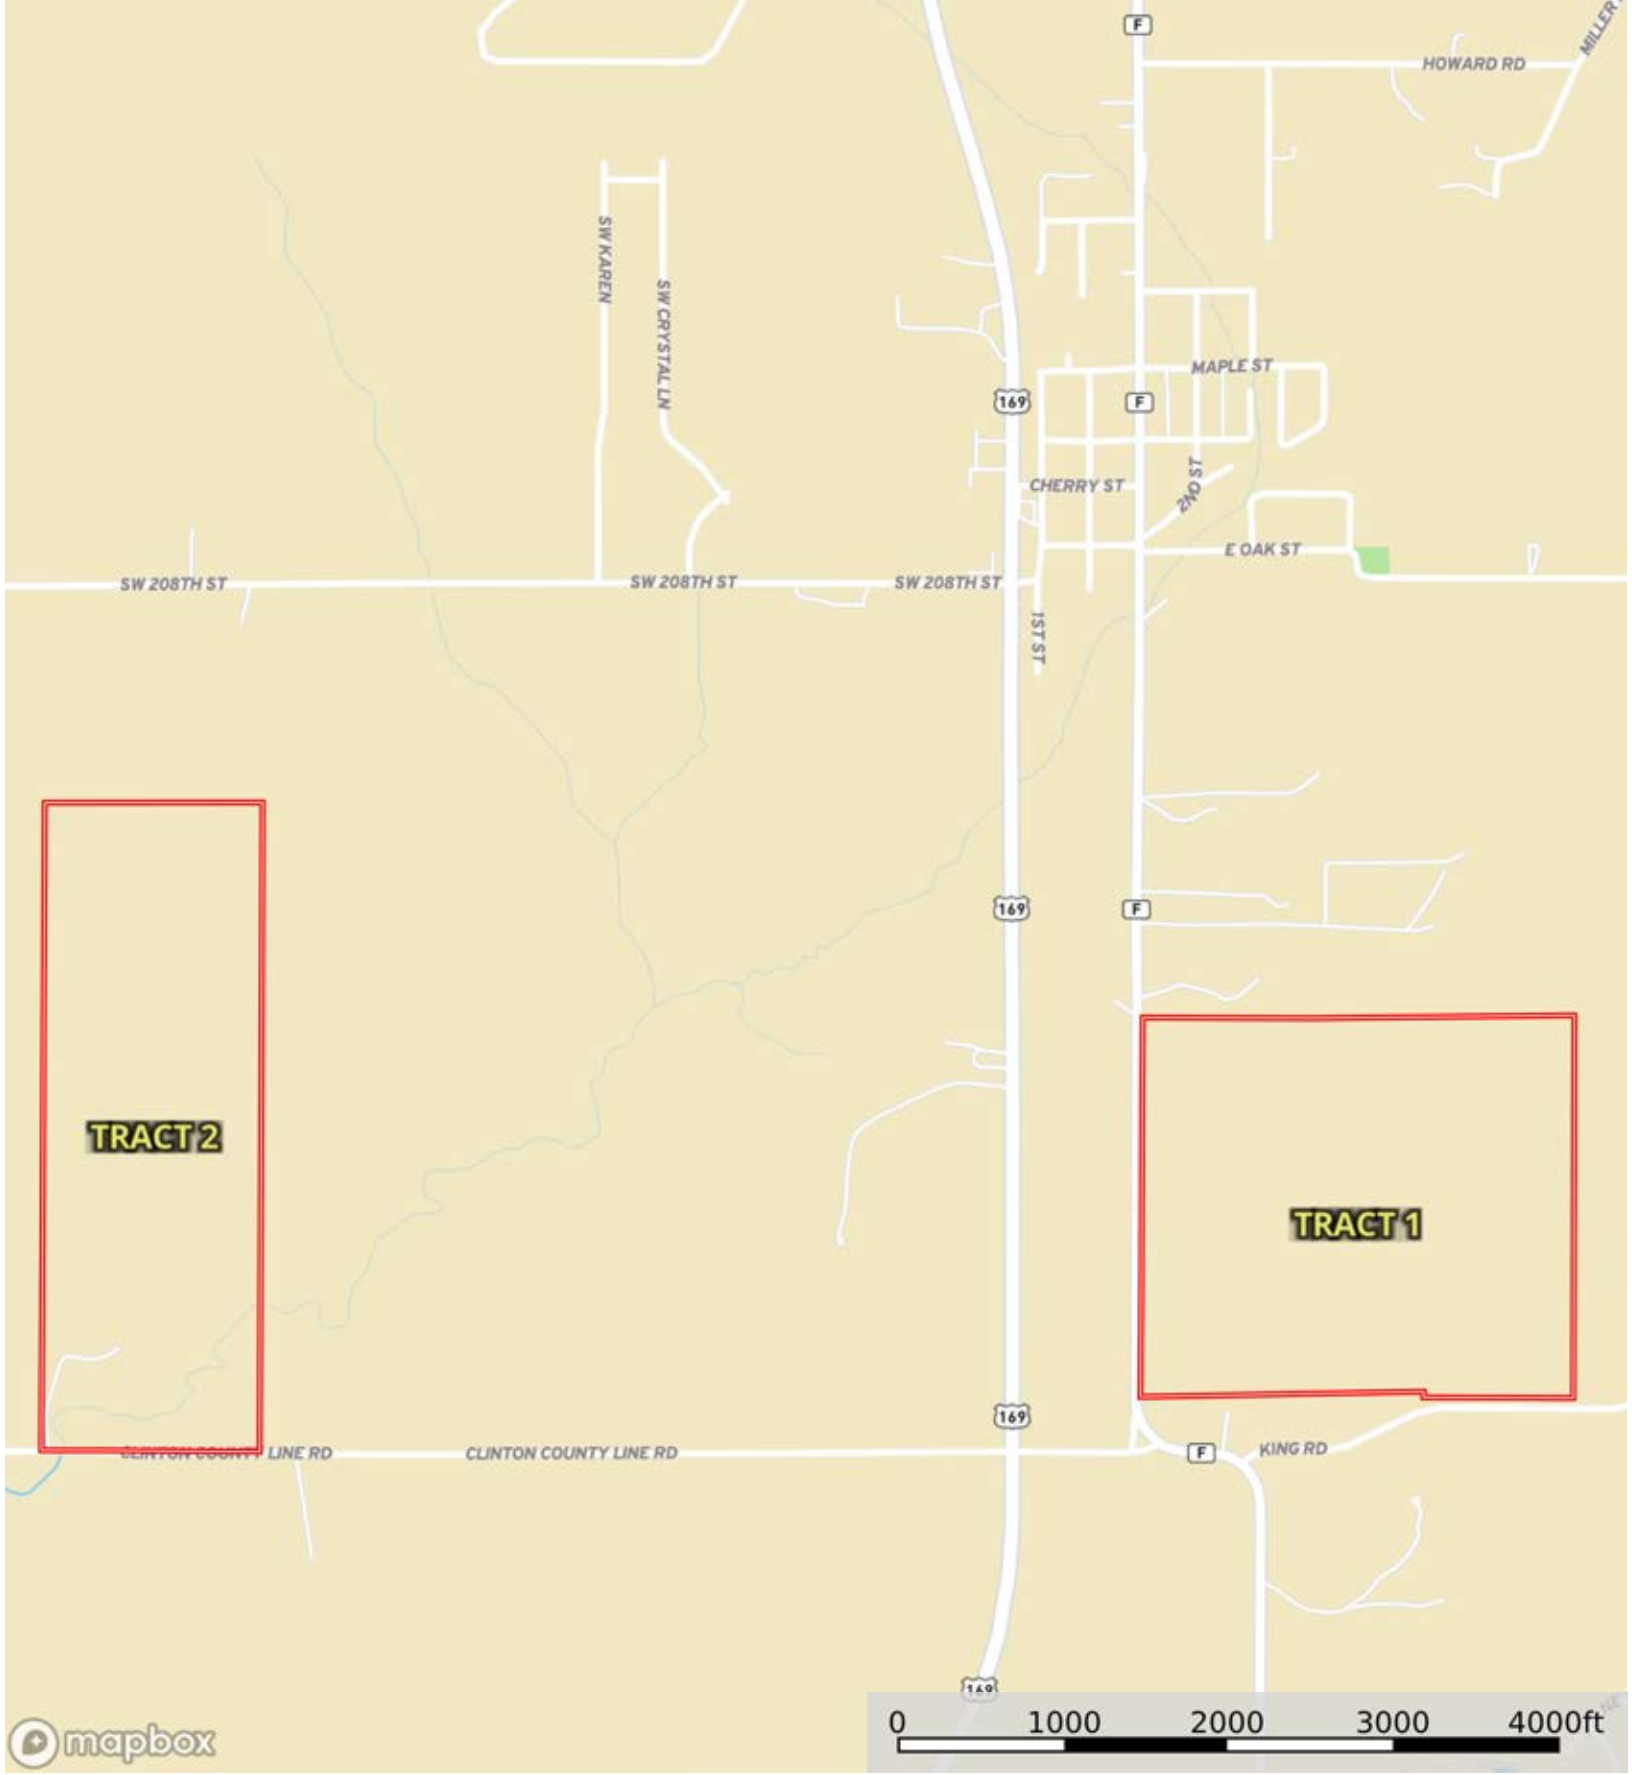 F
MILLER
HOWARD RD
SW KAREN
SW CRYSTAL LN
MAPLE ST
169
F
CHERRY ST
2ND ST
E OAK ST
SW 208TH ST
SW 208TH ST
SW 208TH ST
1ST ST
169
F
TRACT 2
TRACT 1
169
CLINTON COUNTY LINE RD
CLINTON COUNTY LINE RD
F
KING RD
169
mapbox
0 1000 2000 3000 4000ft